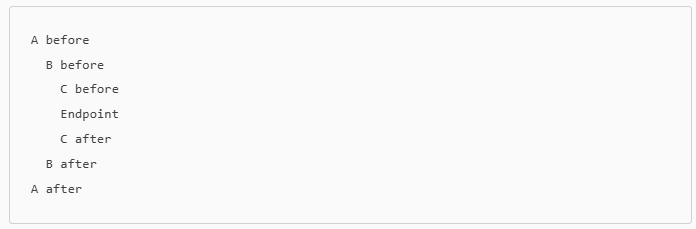 A before
  B before
    C before
    Endpoint
    C after
  B after
A after